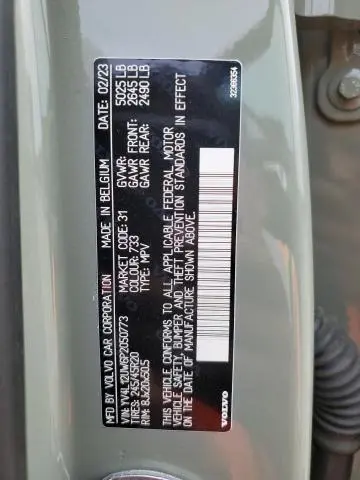 MFD BY: VOLVO CAR CORPORATION MADE IN BELGIUM DATE: 02/23
VIN: YV4L12UW6P2050773 GVWR: 5025 LB
TIRES: 245/45R20 MARKET CODE: 31 GAWR FRONT: 2645 LB
RIM: 8Jx20x50.5 COLOUR: 733 GAWR REAR: 2490 LB
TYPE: MPV
THIS VEHICLE CONFORMS TO ALL APPLICABLE FEDERAL MOTOR
VEHICLE SAFETY, BUMPER AND THEFT PREVENTION STANDARDS IN EFFECT
ON THE DATE OF MANUFACTURE SHOWN ABOVE.
VOLVO
32366354